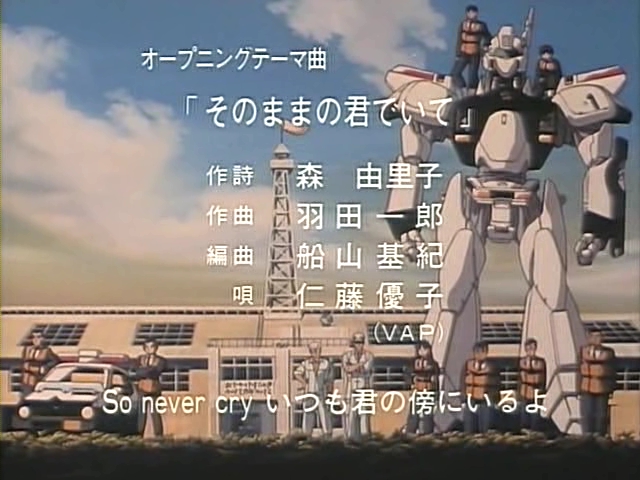 オープニングテーマ曲
「そのままの君でいて」
作詩 森 由里子
作曲 羽田一郎
編曲 船山基紀
唄 仁藤優子
(VAP)
So never cry いつも君の傍にいるよ